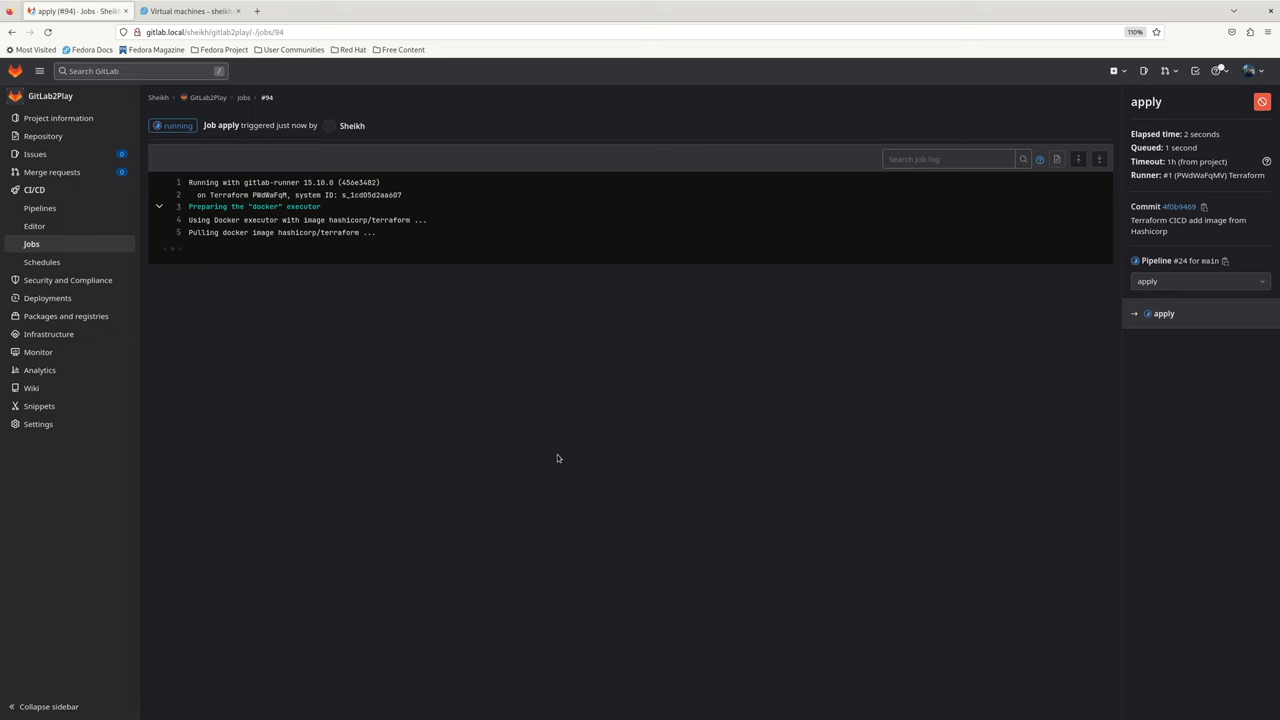 apply (#94) · Jobs · Sheikh
Virtual machines - sheikh
gitlab.local/sheikh/gitlab2play/-/jobs/94
110%
Most Visited
Fedora Docs
Fedora Magazine
Fedora Project
User Communities
Red Hat
Free Content
Search GitLab
/
GitLab2Play
Project information
Repository
Issues
0
Merge requests
0
CI/CD
Pipelines
Editor
Jobs
Schedules
Security and Compliance
Deployments
Packages and registries
Infrastructure
Monitor
Analytics
Wiki
Snippets
Settings
Collapse sidebar
Sheikh › GitLab2Play › Jobs › #94
running
Job apply triggered just now by Sheikh
Search job log
1 Running with gitlab-runner 15.10.0 (456e3482)
2 on Terraform PWdWaFqM, system ID: s_1cd05d2aa607
3 Preparing the "docker" executor
4 Using Docker executor with image hashicorp/terraform ...
5 Pulling docker image hashicorp/terraform ...
apply
Elapsed time: 2 seconds
Queued: 1 second
Timeout: 1h (from project)
Runner: #1 (PWdWaFqMV) Terraform
Commit 4f0b9469
Terraform CICD add image from
Hashicorp
Pipeline #24 for main
apply
→ apply